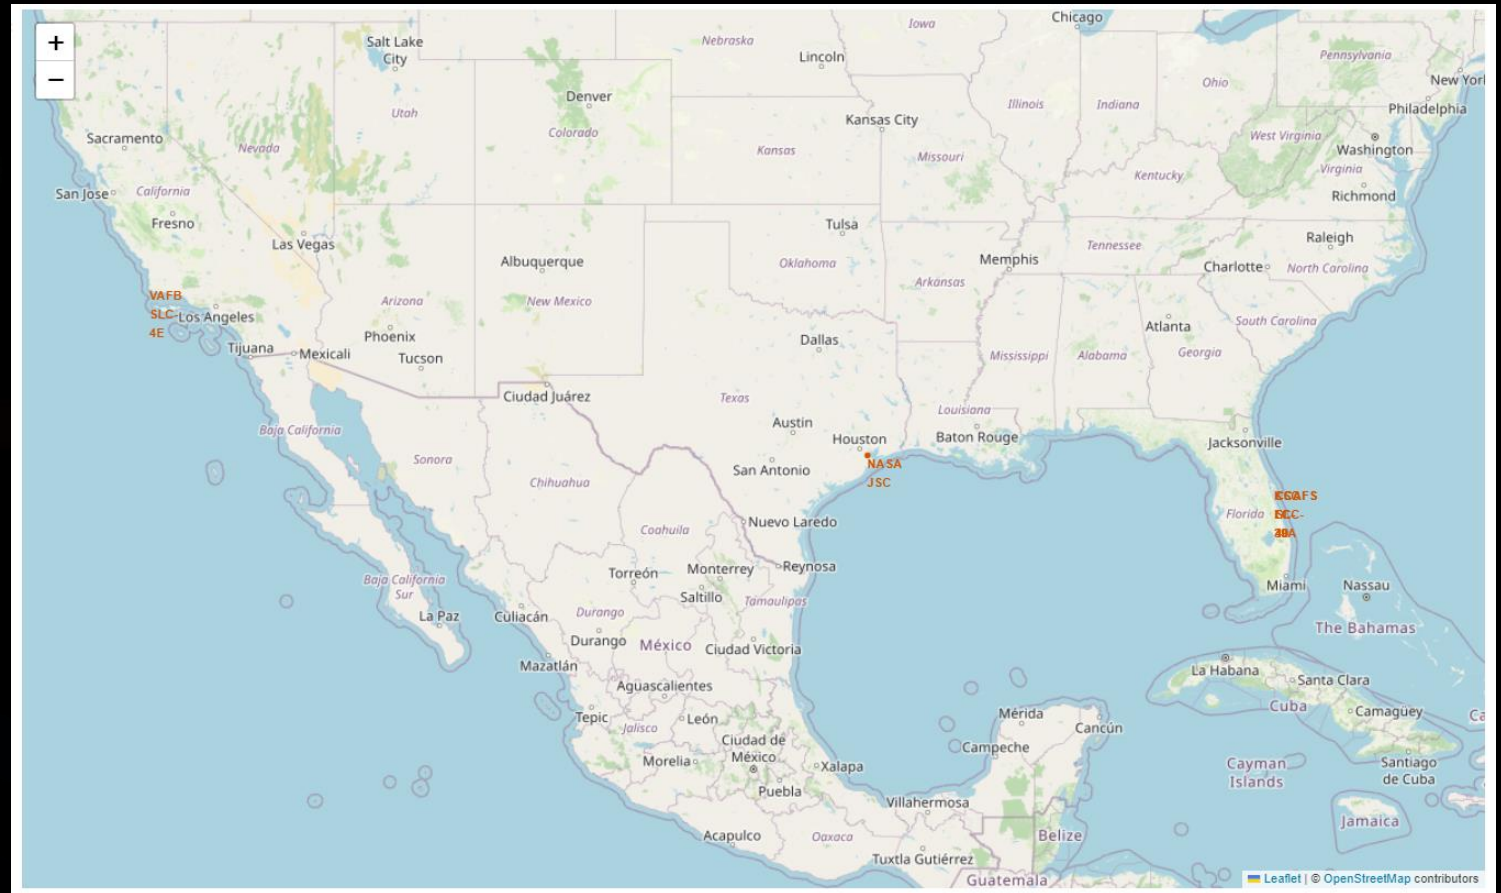 +
−
Chicago
Iowa
Salt Lake
City
Nebraska
Lincoln
Pennsylvania
New Yor
Denver
Utah
Ohio
Illinois
Indiana
Philadelphia
Kansas City
Sacramento
Nevada
Colorado
Kansas
Missouri
West Virginia
Washington
Virginia
Kentucky
San Jose
California
Richmond
Fresno
Las Vegas
Tulsa
Raleigh
Tennessee
Albuquerque
Oklahoma
Memphis
Charlotte
North Carolina
Arkansas
VAFB
SLC-
4E
Los Angeles
Arizona
New Mexico
Phoenix
Atlanta
South Carolina
Tijuana
Mexicali
Tucson
Dallas
Mississippi
Alabama
Georgia
Ciudad Juárez
Texas
Louisiana
Austin
Baja California
Houston
Baton Rouge
Jacksonville
Sonora
San Antonio
NASA
JSC
Chihuahua
Florida
Coahuila
Nuevo Laredo
Torreón
Monterrey
Reynosa
Baja California
Sur
Saltillo
Tamaulipas
Miami
Nassau
La Paz
Culiacán
Durango
The Bahamas
Durango
México
Ciudad Victoria
Mazatlán
La Habana
Santa Clara
Aguascalientes
Cuba
Camagüey
Tepic
León
Jalisco
Mérida
Cancún
Ciudad de
México
Campeche
Morelia
Xalapa
Cayman
Islands
Santiago
de Cuba
Puebla
Villahermosa
Jamaica
Acapulco
Oaxaca
Belize
Tuxtla Gutiérrez
Guatemala
Leaflet | © OpenStreetMap contributors